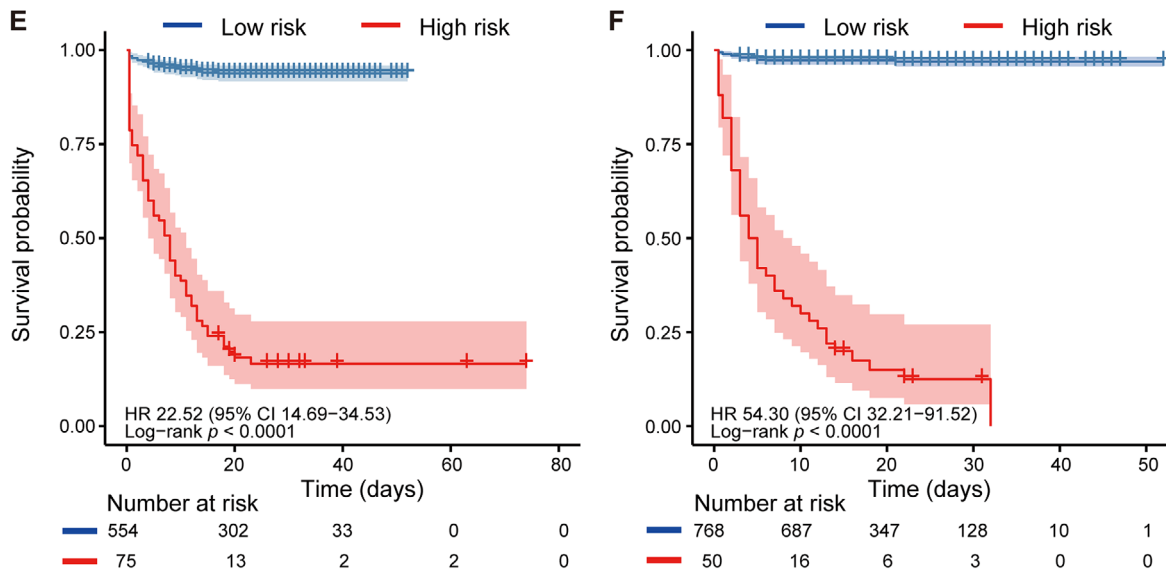 E
Low risk High risk
1.00
0.75
0.50
0.25
0.00
Survival probability
HR 22.52 (95% CI 14.69−34.53)
Log−rank p < 0.0001
0 20 40 60 80
Time (days)
Number at risk
554 302 33 0 0
75 13 2 2 0
F
Low risk High risk
1.00
0.75
0.50
0.25
0.00
Survival probability
HR 54.30 (95% CI 32.21−91.52)
Log−rank p < 0.0001
0 10 20 30 40 50
Time (days)
Number at risk
768 687 347 128 10 1
50 16 6 3 0 0